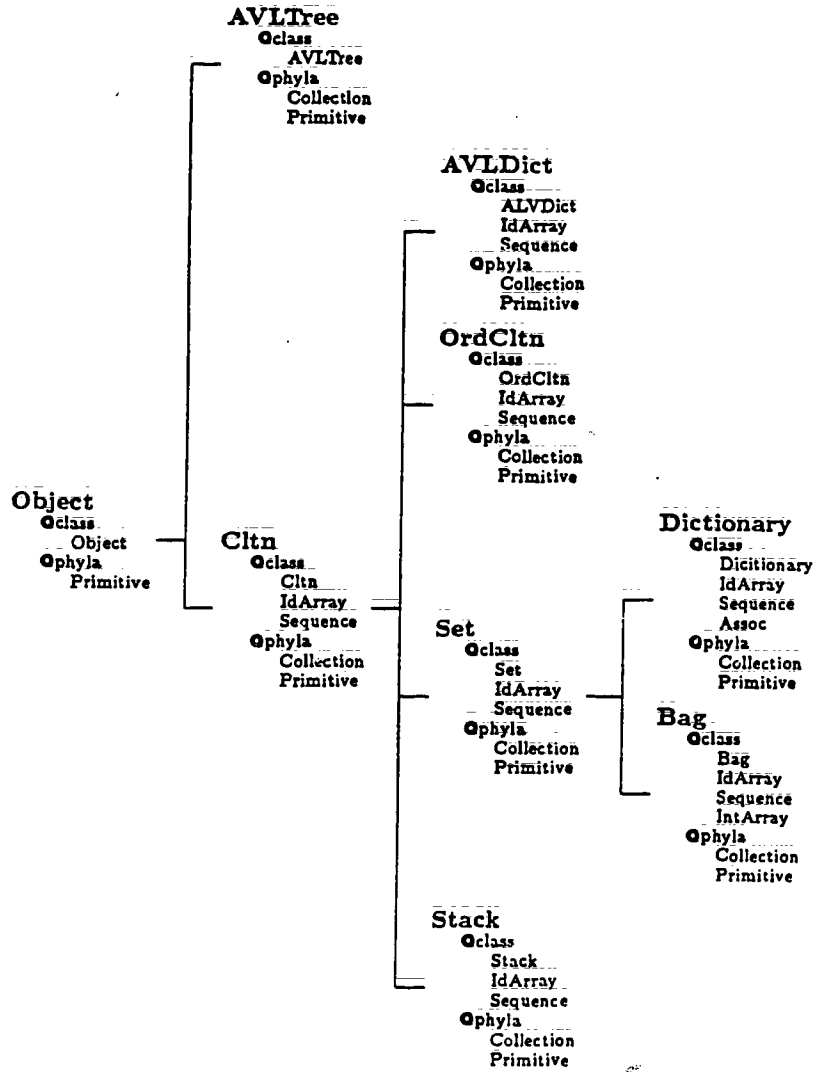 AVLTree
@class
AVLTree
@phyla
Collection
Primitive
AVLDict
@class
ALVDict
IdArray
Sequence
@phyla
Collection
Primitive
OrdCltn
@class
OrdCltn
IdArray
Sequence
@phyla
Collection
Primitive
Object
@class
Object
@phyla
Primitive
Cltn
@class
Cltn
IdArray
Sequence
@phyla
Collection
Primitive
Set
@class
Set
IdArray
Sequence
@phyla
Collection
Primitive
Dictionary
@class
Dicitionary
IdArray
Sequence
Assoc
@phyla
Collection
Primitive
Bag
@class
Bag
IdArray
Sequence
IntArray
@phyla
Collection
Primitive
Stack
@class
Stack
IdArray
Sequence
@phyla
Collection
Primitive